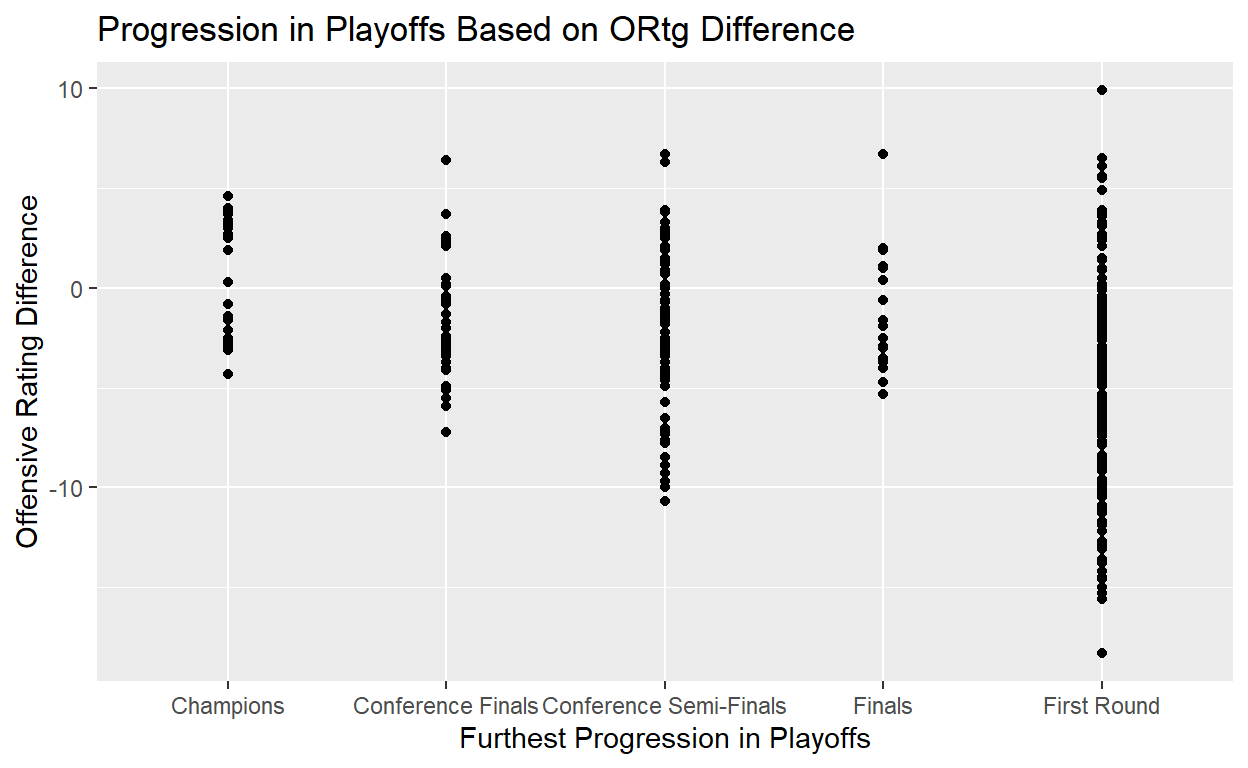 Progression in Playoffs Based on ORtg Difference
Offensive Rating Difference
10
0
-10
Champions
Conference Finals
Conference Semi-Finals
Finals
First Round
Furthest Progression in Playoffs